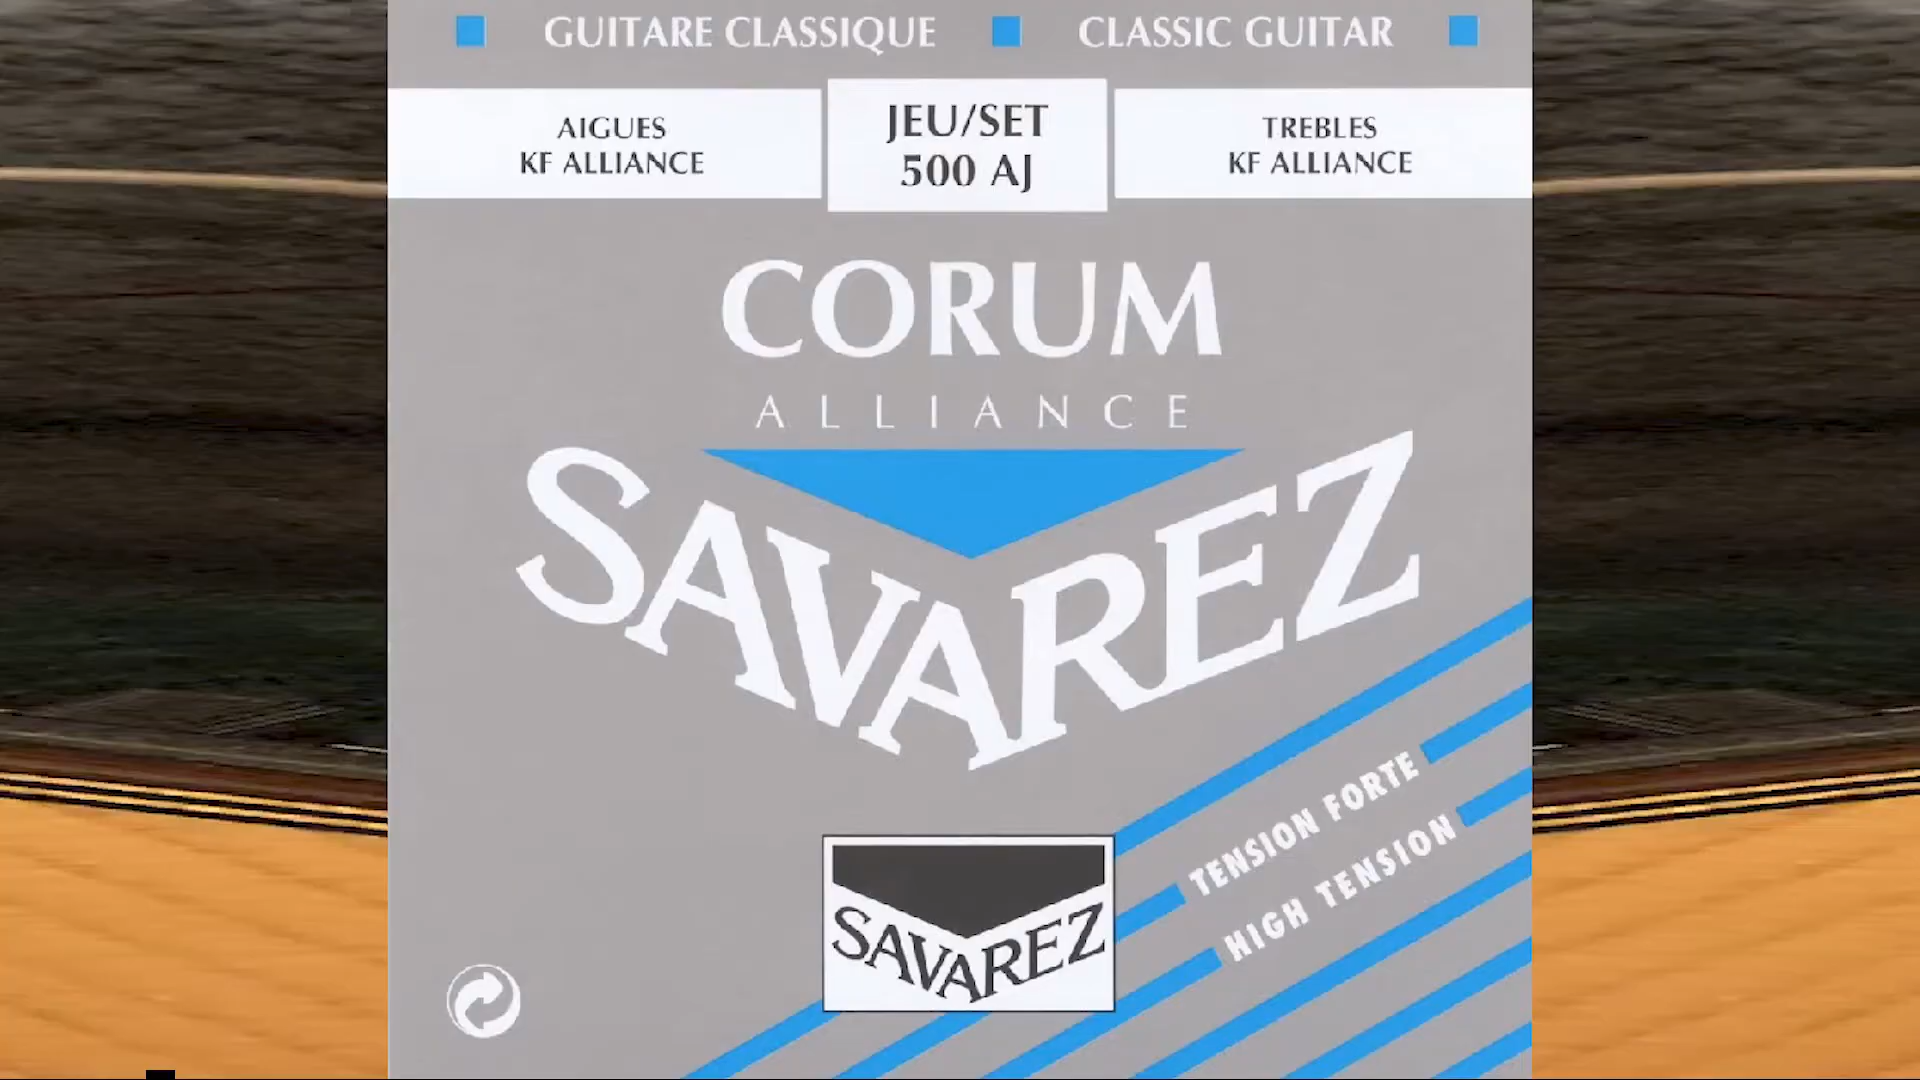 GUITARE CLASSIQUE CLASSIC GUITAR
AIGUES
KF ALLIANCE
JEU/SET
500 AJ
TREBLES
KF ALLIANCE
CORUM
ALLIANCE
SAVAREZ
TENSION FORTE
HIGH TENSION
SAVAREZ